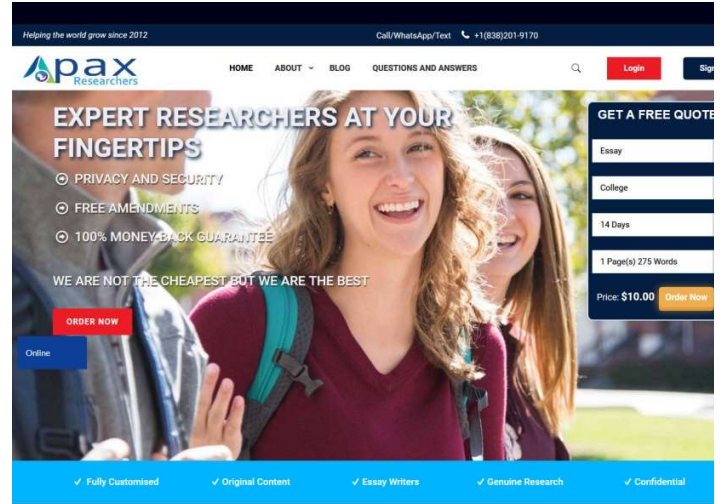 Helping the world grow since 2012
Call/WhatsApp/Text +1(838)201-9170
Apax
Researchers
HOME ABOUT BLOG QUESTIONS AND ANSWERS
Login
Sign
EXPERT RESEARCHERS AT YOUR
FINGERTIPS
PRIVACY AND SECURITY
FREE AMENDMENTS
100% MONEY-BACK GUARANTEE
WE ARE NOT THE CHEAPEST BUT WE ARE THE BEST
ORDER NOW
Online
GET A FREE QUOTE
Essay
College
14 Days
1 Page(s) 275 Words
Price: $10.00 Order Now
Fully Customised Original Content Essay Writers Genuine Research Confidential